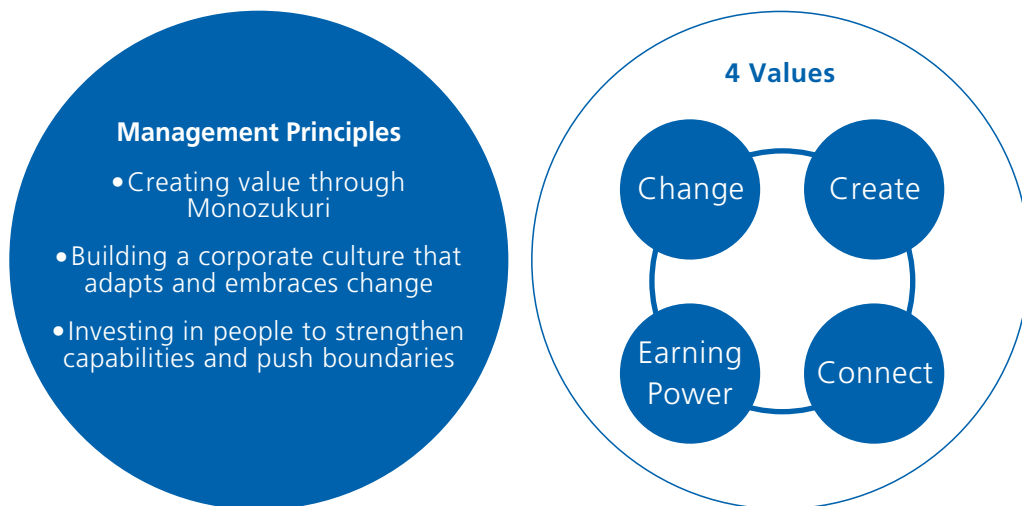 Management Principles
•Creating value through
Monozukuri
•Building a corporate culture that
adapts and embraces change
•Investing in people to strengthen
capabilities and push boundaries
4 Values
Change
Create
Earning
Power
Connect